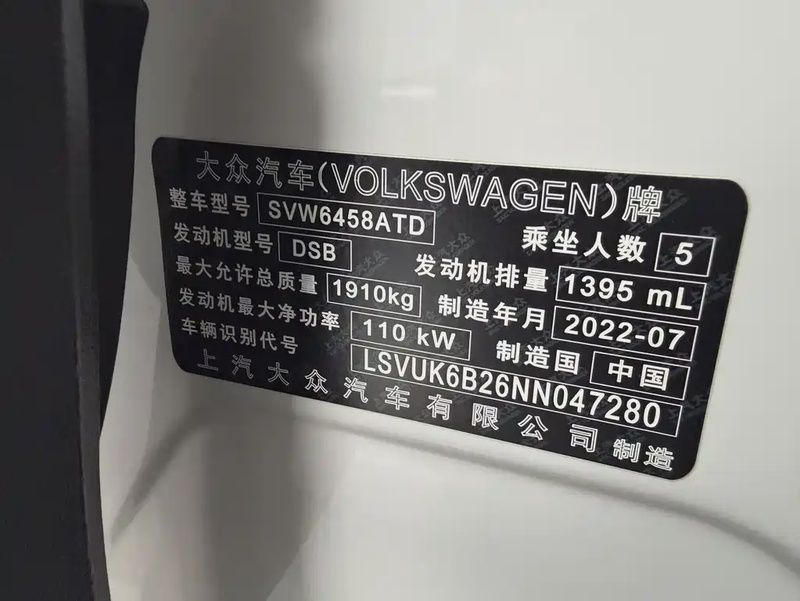 大众汽车(VOLKSWAGEN)牌
整车型号 SVW6458ATD 乘坐人数 5
发动机型号 DSB 发动机排量 1395 mL
最大允许总质量 1910kg 制造年月 2022-07
发动机最大净功率 110 kW 制造国 中国
车辆识别代号 LSVUK6B26NN047280
上汽大众汽车有限公司制造